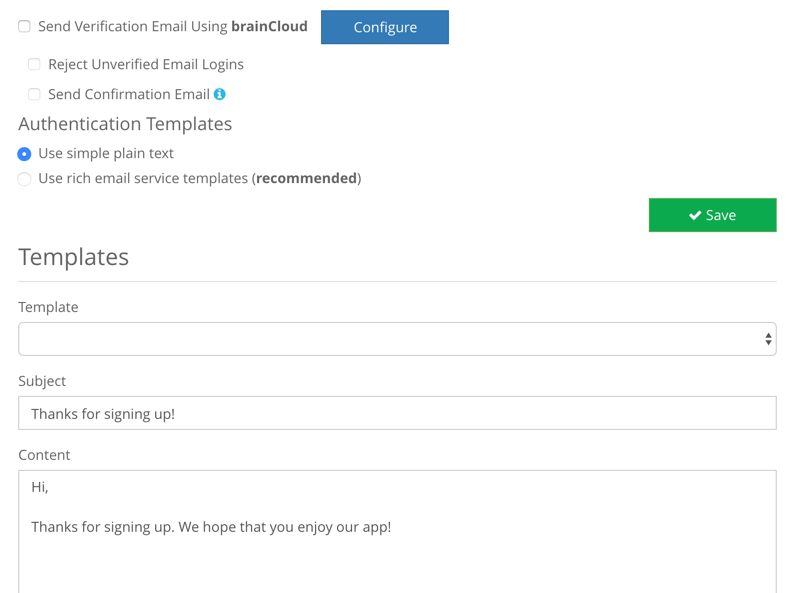 Send Verification Email Using brainCloud
Configure
Reject Unverified Email Logins
Send Confirmation Email
Authentication Templates
Use simple plain text
Use rich email service templates (recommended)
Save
Templates
Template
Subject
Thanks for signing up!
Content
Hi,
Thanks for signing up. We hope that you enjoy our app!